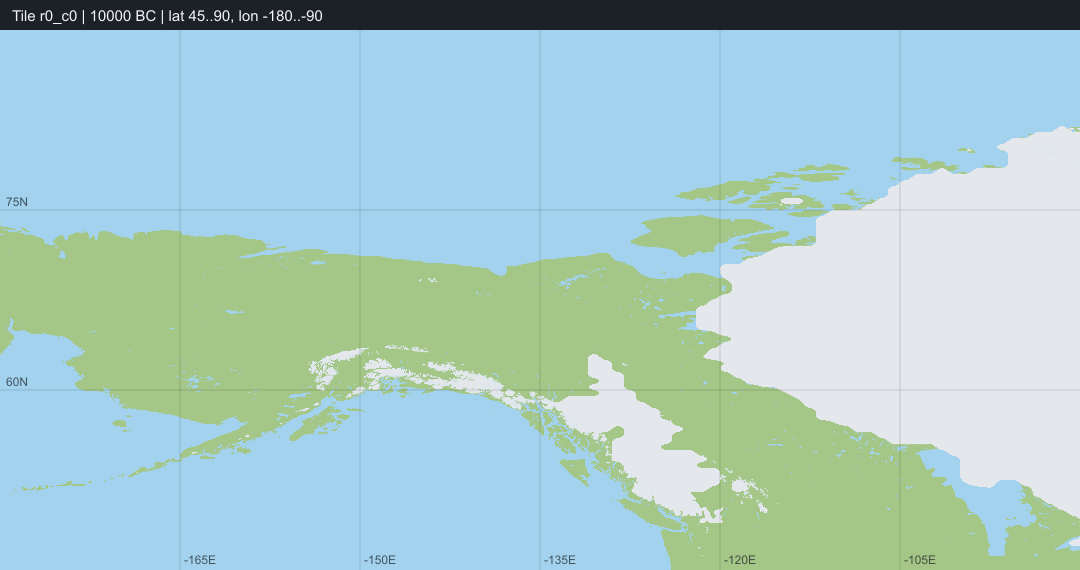 Tile r0_c0 | 10000 BC | lat 45..90, lon -180..-90
75N
60N
-165E
-150E
-135E
-120E
-105E